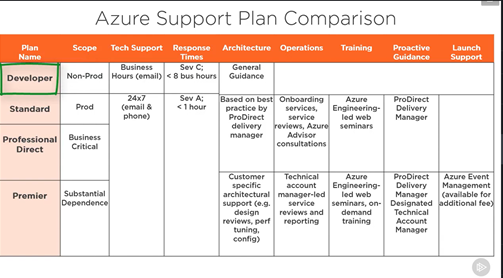 Azure Support Plan Comparison
Plan Name | Scope | Tech Support | Response Times | Architecture | Operations | Training | Proactive Guidance | Launch Support
Developer | Non-Prod | Business Hours (email) | Sev C; < 8 bus hours | General Guidance
Standard | Prod | 24x7 (email & phone) | Sev A; < 1 hour | Based on best practice by ProDirect delivery manager | Onboarding services, service reviews, Azure Advisor consultations | Azure Engineering-led web seminars | ProDirect Delivery Manager
Professional Direct | Business Critical
Premier | Substantial Dependence | Customer specific architectural support (e.g. design reviews, perf tuning, config) | Technical account manager-led service reviews and reporting | Azure Engineering-led web seminars, on-demand training | ProDirect Delivery Manager Designated Technical Account Manager | Azure Event Management (available for additional fee)